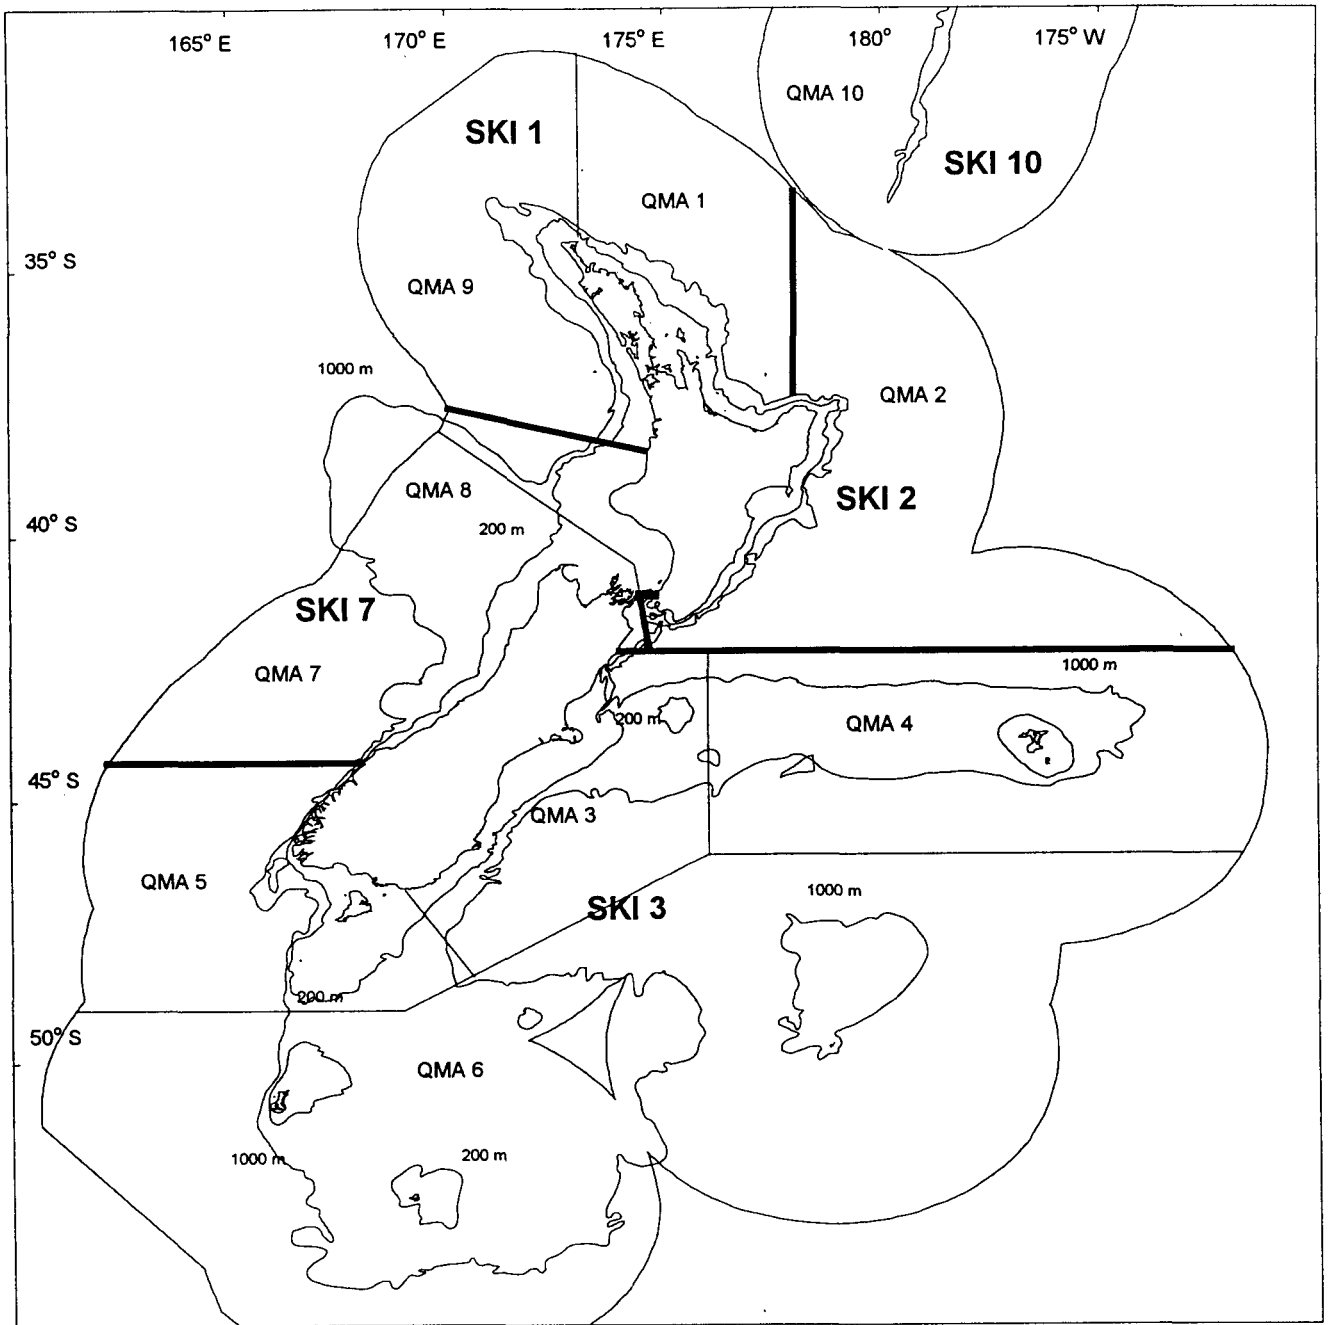 165° E
170° E
175° E
180°
175° W
QMA 10
SKI 1
SKI 10
QMA 1
35° S
QMA 9
1000 m
QMA 2
QMA 8
SKI 2
40° S
200 m
SKI 7
QMA 7
1000 m
200 m
QMA 4
45° S
QMA 3
QMA 5
1000 m
SKI 3
200 m
50° S
QMA 6
1000 m
200 m